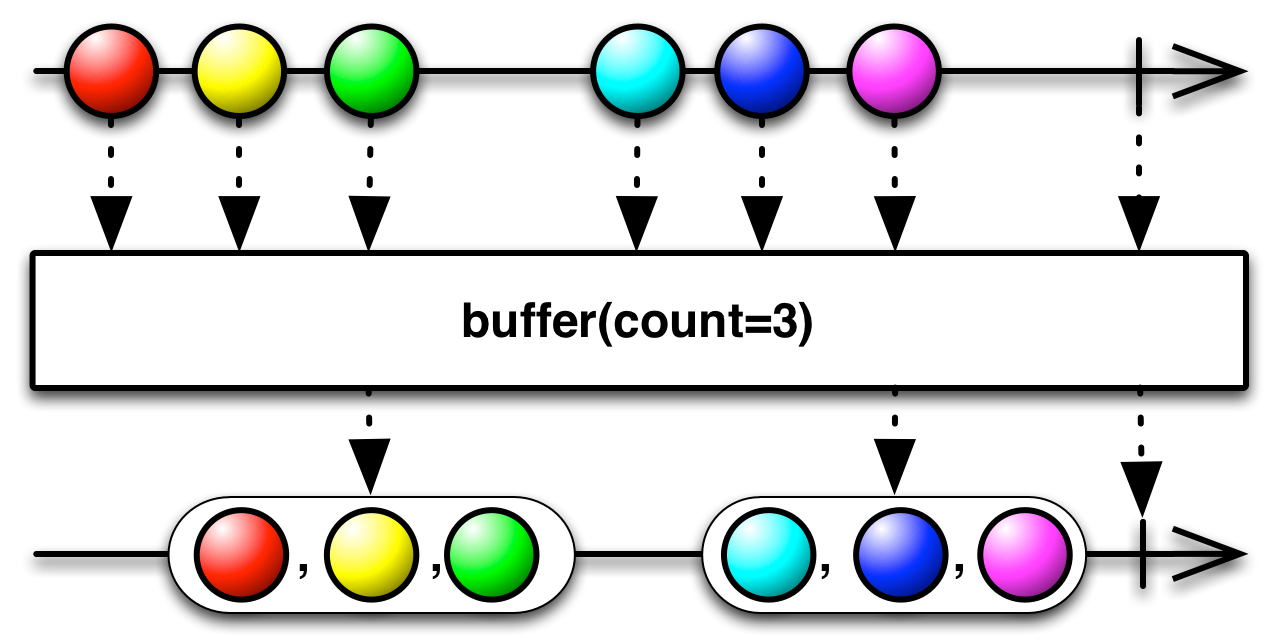 buffer(count=3)
, ,
, ,